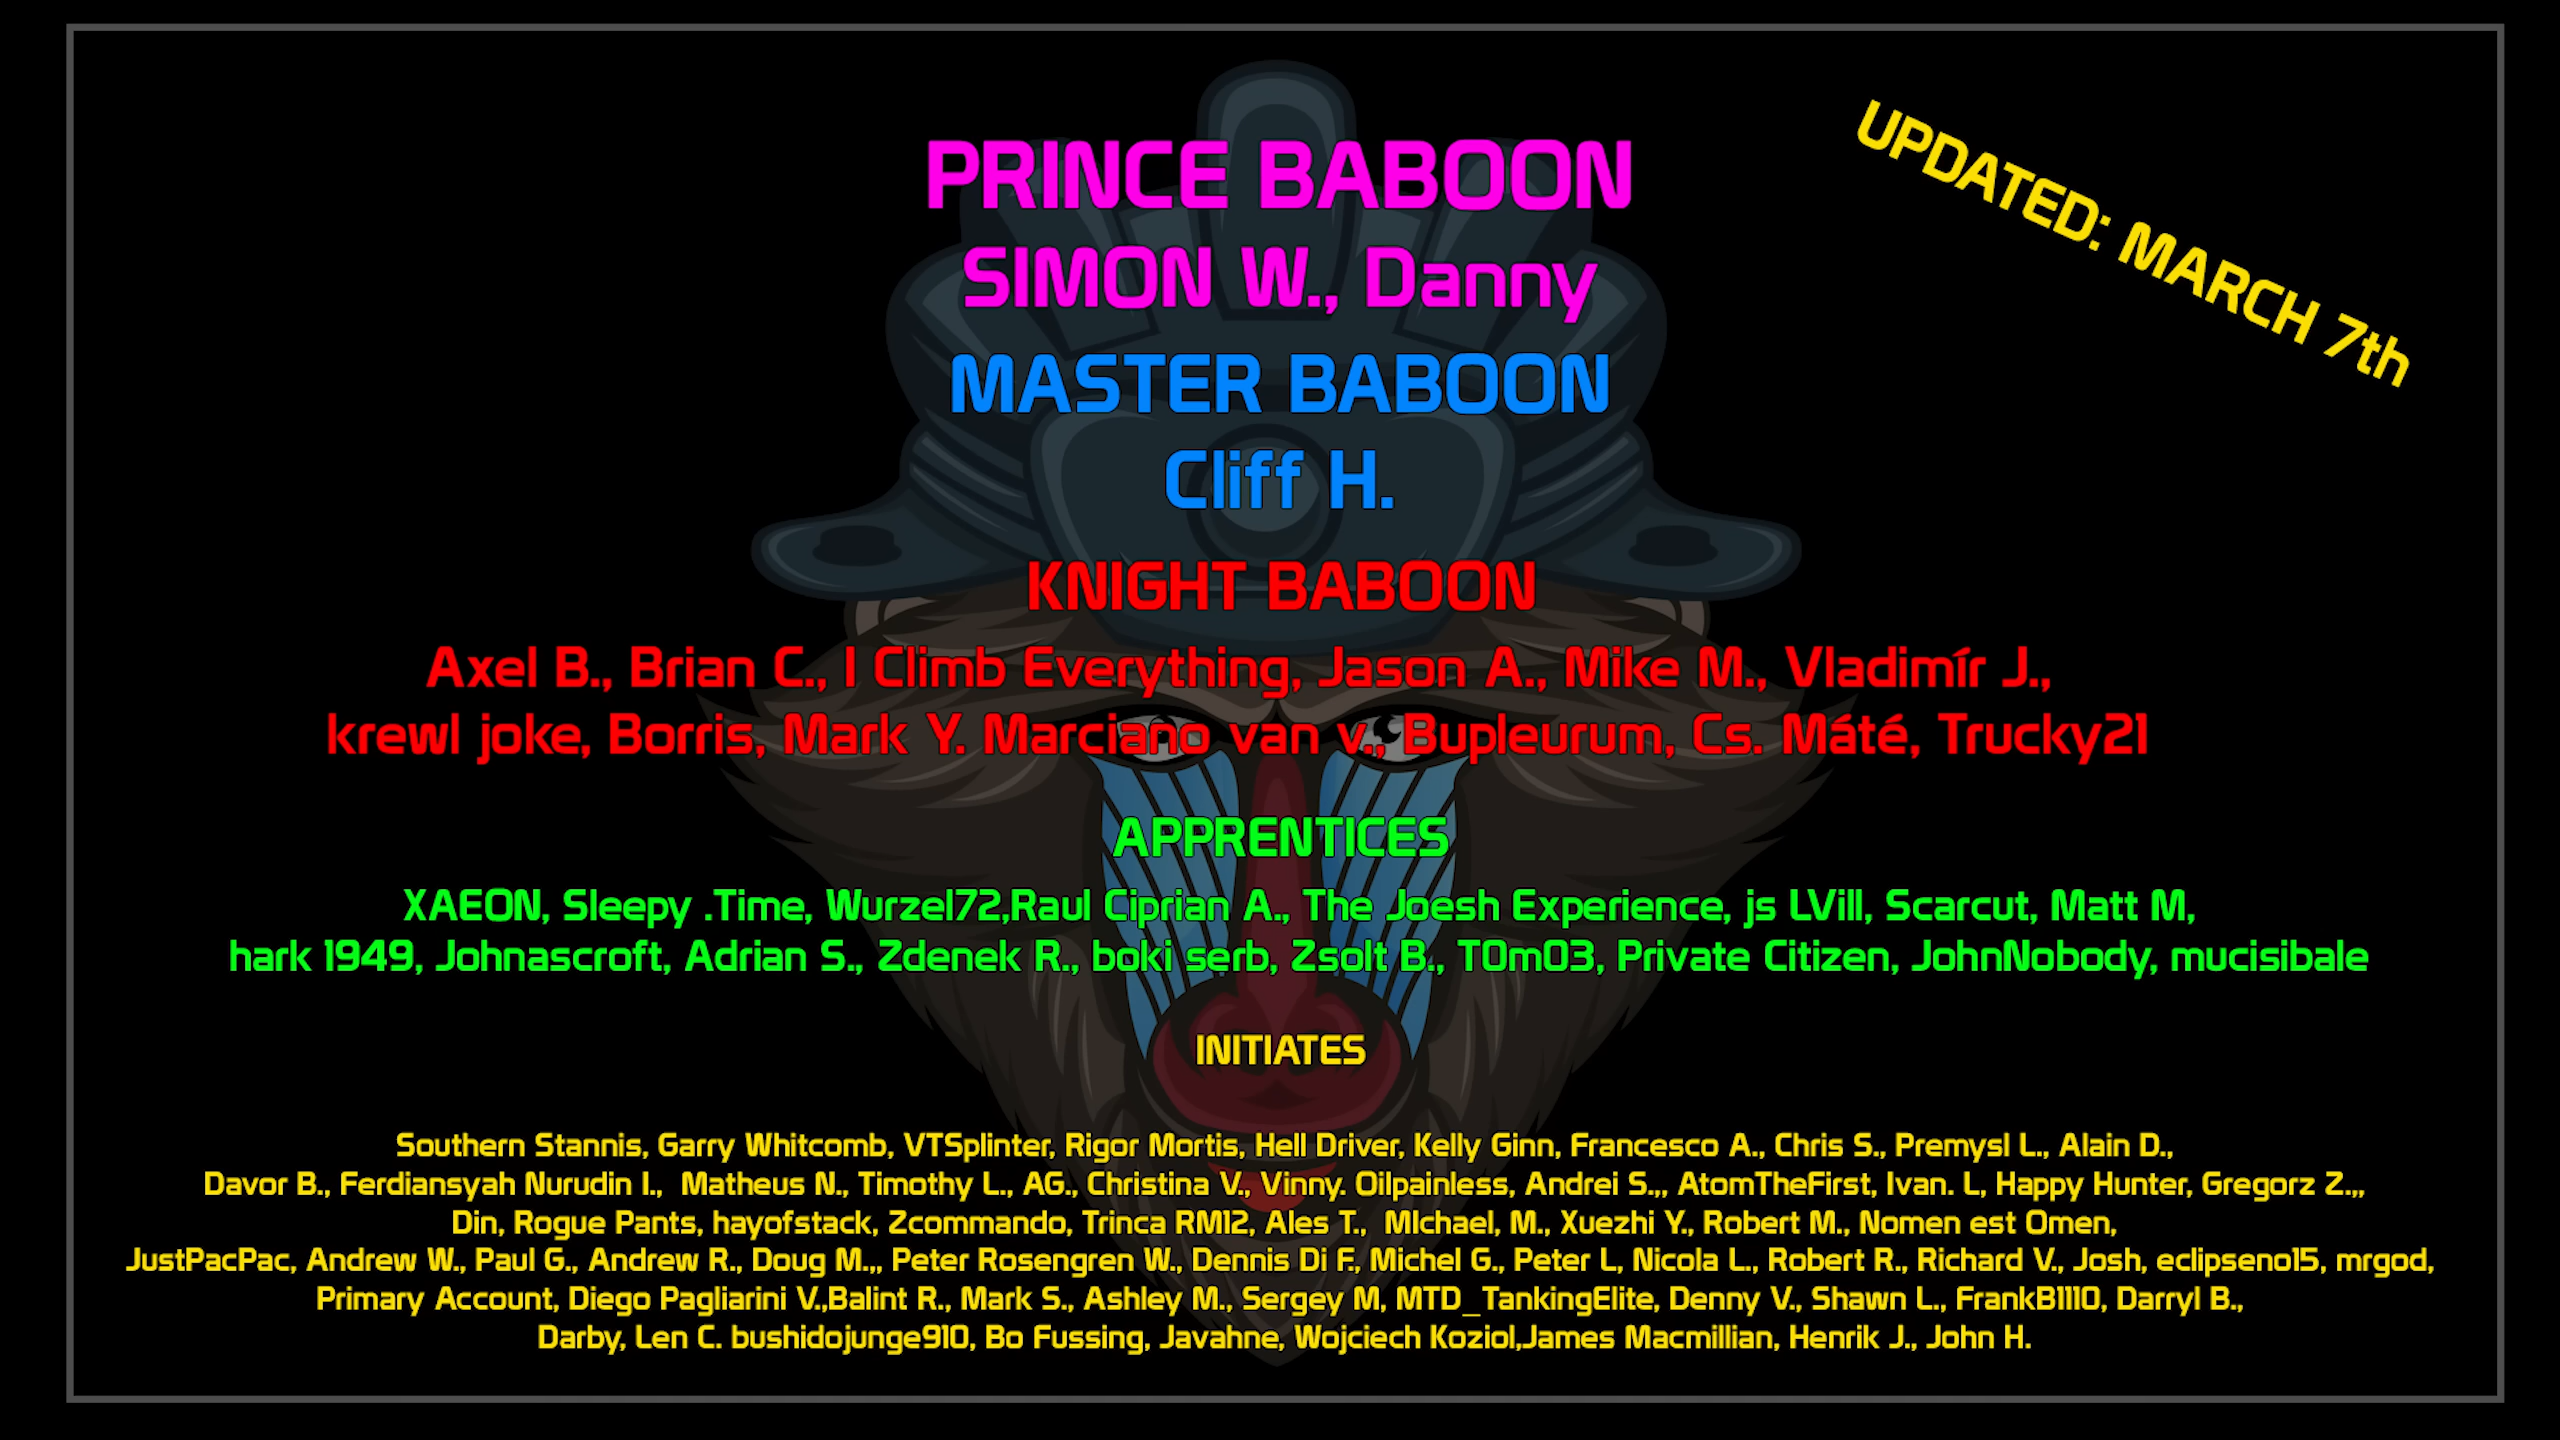 PRINCE BABOON
SIMON W., Danny
UPDATED: MARCH 7th
MASTER BABOON
Cliff H.
KNIGHT BABOON
Axel B., Brian C., I Climb Everything, Jason A., Mike M., Vladimír J.,
krewl joke, Borris, Mark Y. Marciano van v., Bupleurum, Cs. Máté, Trucky21
APPRENTICES
XAEON, Sleepy .Time, Wurzel72,Raul Ciprian A., The Joesh Experience, js LVill, Scarcut, Matt M,
hark 1949, Johnascroft, Adrian S., Zdenek R., boki serb, Zsolt B., T0m03, Private Citizen, JohnNobody, mucisibale
INITIATES
Southern Stannis, Garry Whitcomb, VTSplinter, Rigor Mortis, Hell Driver, Kelly Ginn, Francesco A., Chris S., Premysl L., Alain D.,
Davor B., Ferdiansyah Nurudin I.,  Matheus N., Timothy L., AG., Christina V., Vinny. Oilpainless, Andrei S.,, AtomTheFirst, Ivan. L, Happy Hunter, Gregorz Z.,,
Din, Rogue Pants, hayofstack, Zcommando, Trinca RM12, Ales T.,  MIchael, M., Xuezhi Y., Robert M., Nomen est Omen,
JustPacPac, Andrew W., Paul G., Andrew R., Doug M.,, Peter Rosengren W., Dennis Di F., Michel G., Peter L, Nicola L., Robert R., Richard V., Josh, eclipseno15, mrgod,
Primary Account, Diego Pagliarini V.,Balint R., Mark S., Ashley M., Sergey M, MTD_TankingElite, Denny V., Shawn L., FrankB1110, Darryl B.,
Darby, Len C. bushidojunge910, Bo Fussing, Javahne, Wojciech Koziol,James Macmillian, Henrik J., John H.